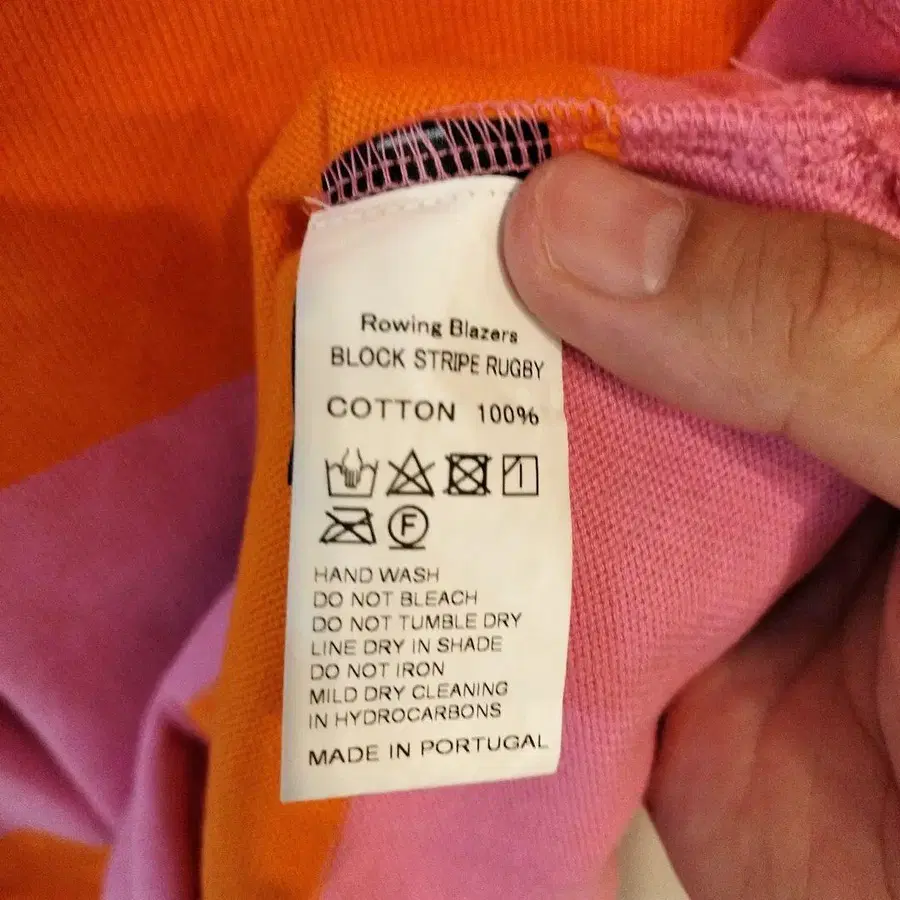 Rowing Blazers
BLOCK STRIPE RUGBY
COTTON 100%
F
HAND WASH
DO NOT BLEACH
DO NOT TUMBLE DRY
LINE DRY IN SHADE
DO NOT IRON
MILD DRY CLEANING
IN HYDROCARBONS
MADE IN PORTUGAL